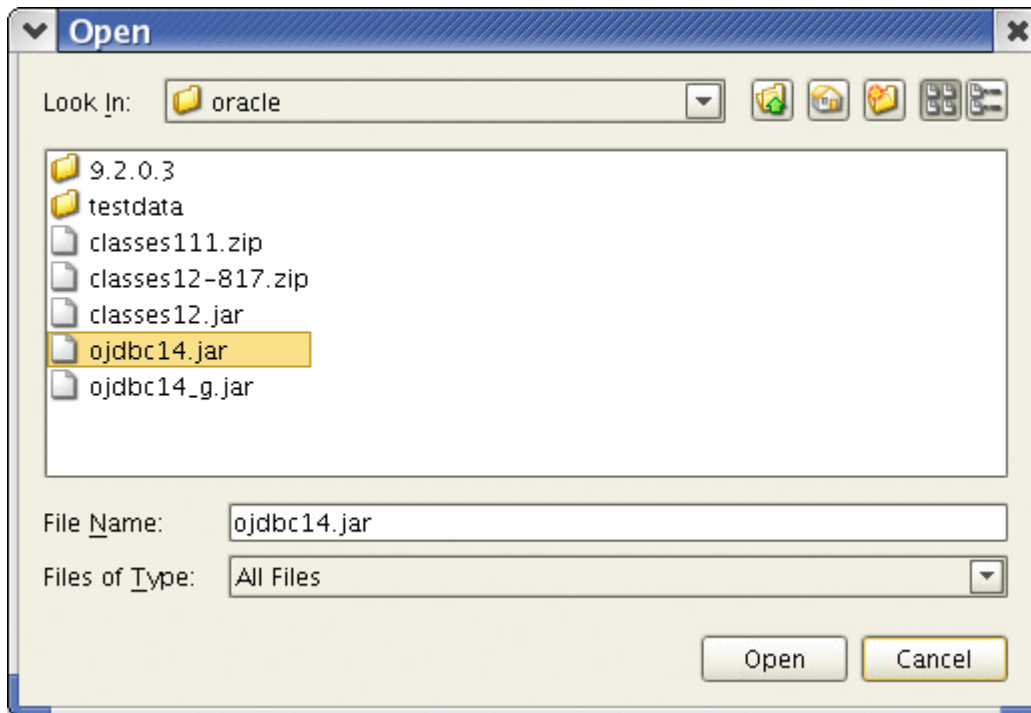 Open
Look In: oracle
9.2.0.3
testdata
classes111.zip
classes12-817.zip
classes12.jar
ojdbc14.jar
ojdbc14_g.jar
File Name: ojdbc14.jar
Files of Type: All Files
Open Cancel